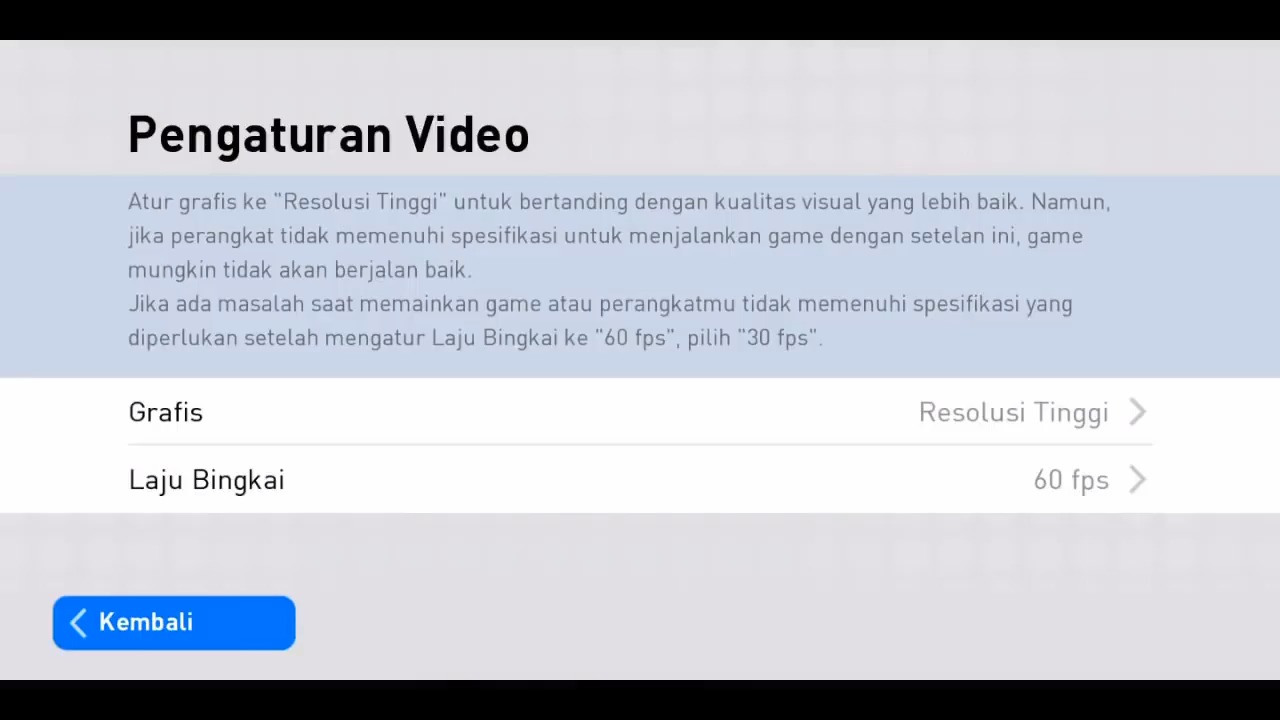 Pengaturan Video
Atur grafis ke "Resolusi Tinggi" untuk bertanding dengan kualitas visual yang lebih baik. Namun,
jika perangkat tidak memenuhi spesifikasi untuk menjalankan game dengan setelan ini, game
mungkin tidak akan berjalan baik.
Jika ada masalah saat memainkan game atau perangkatmu tidak memenuhi spesifikasi yang
diperlukan setelah mengatur Laju Bingkai ke "60 fps", pilih "30 fps".
Grafis Resolusi Tinggi
Laju Bingkai 60 fps
Kembali